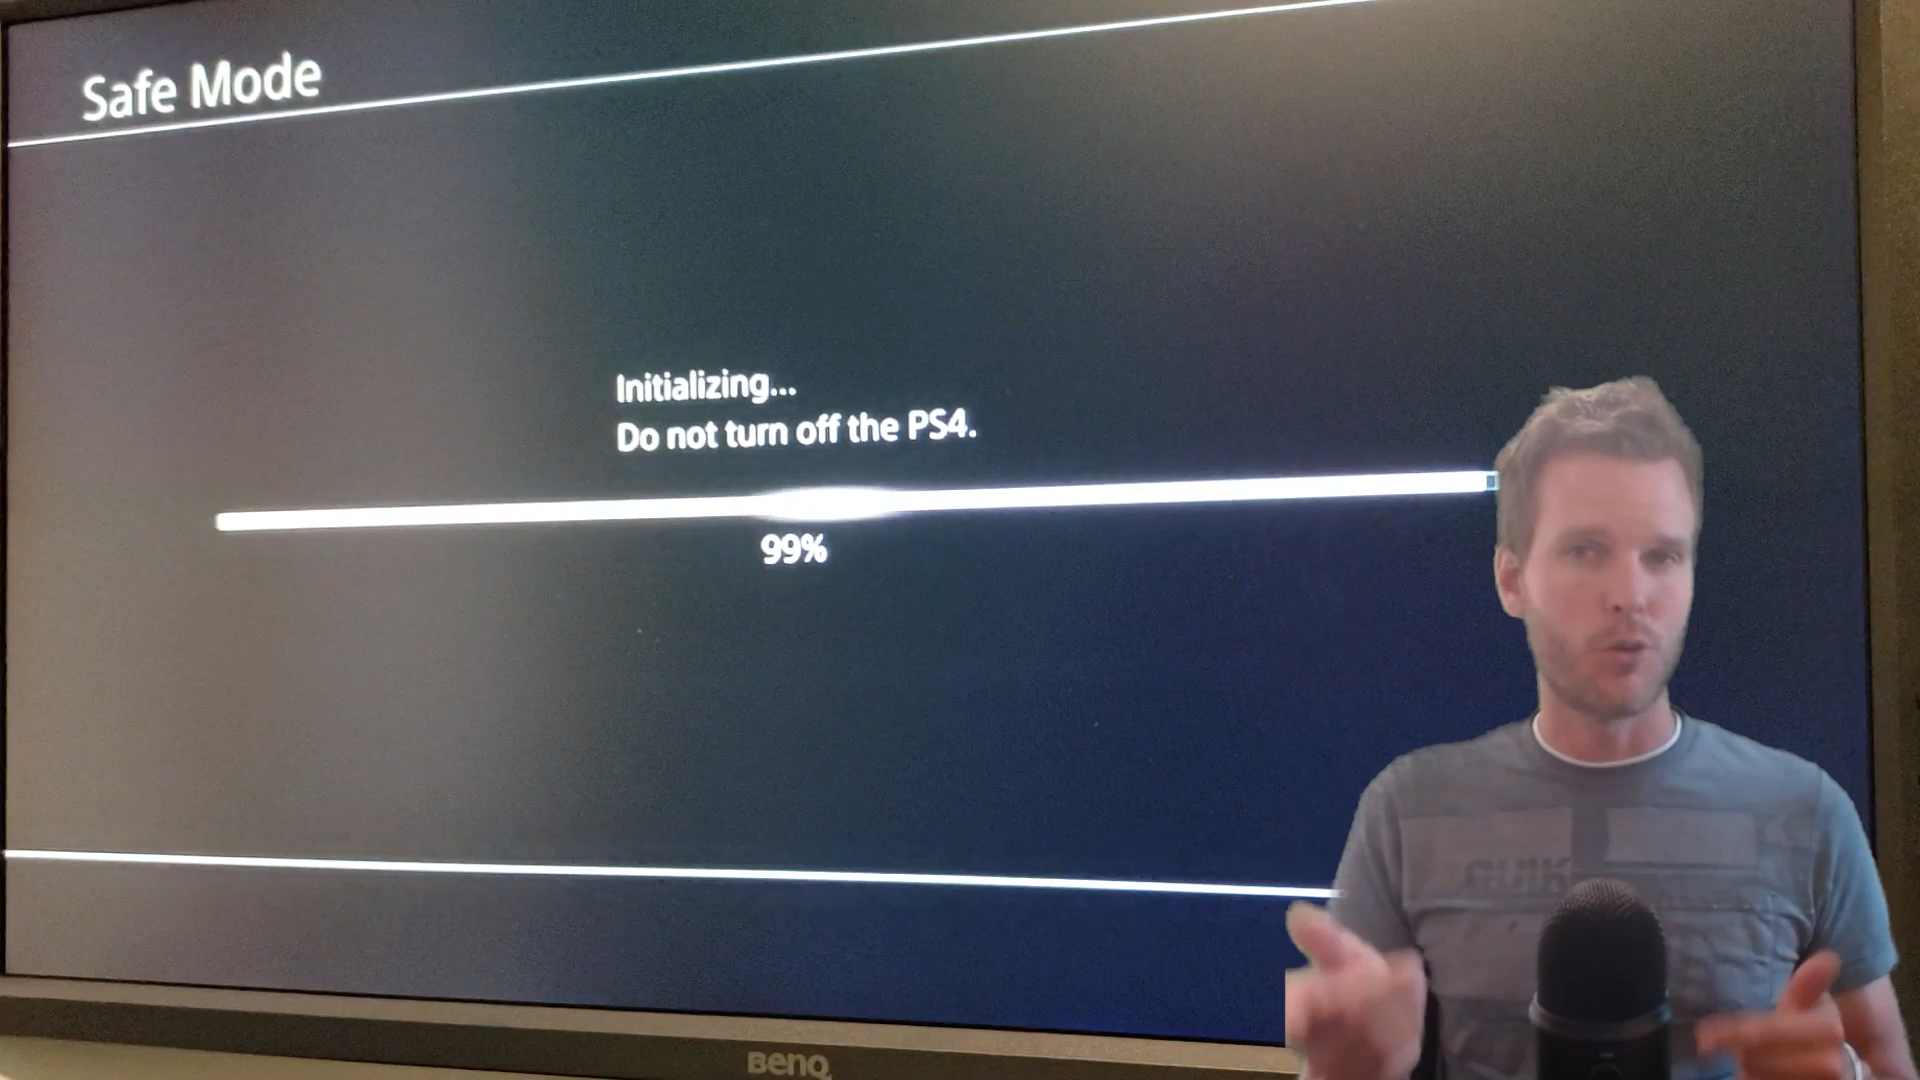 Safe Mode
Initializing...
Do not turn off the PS4.
99%
BenQ